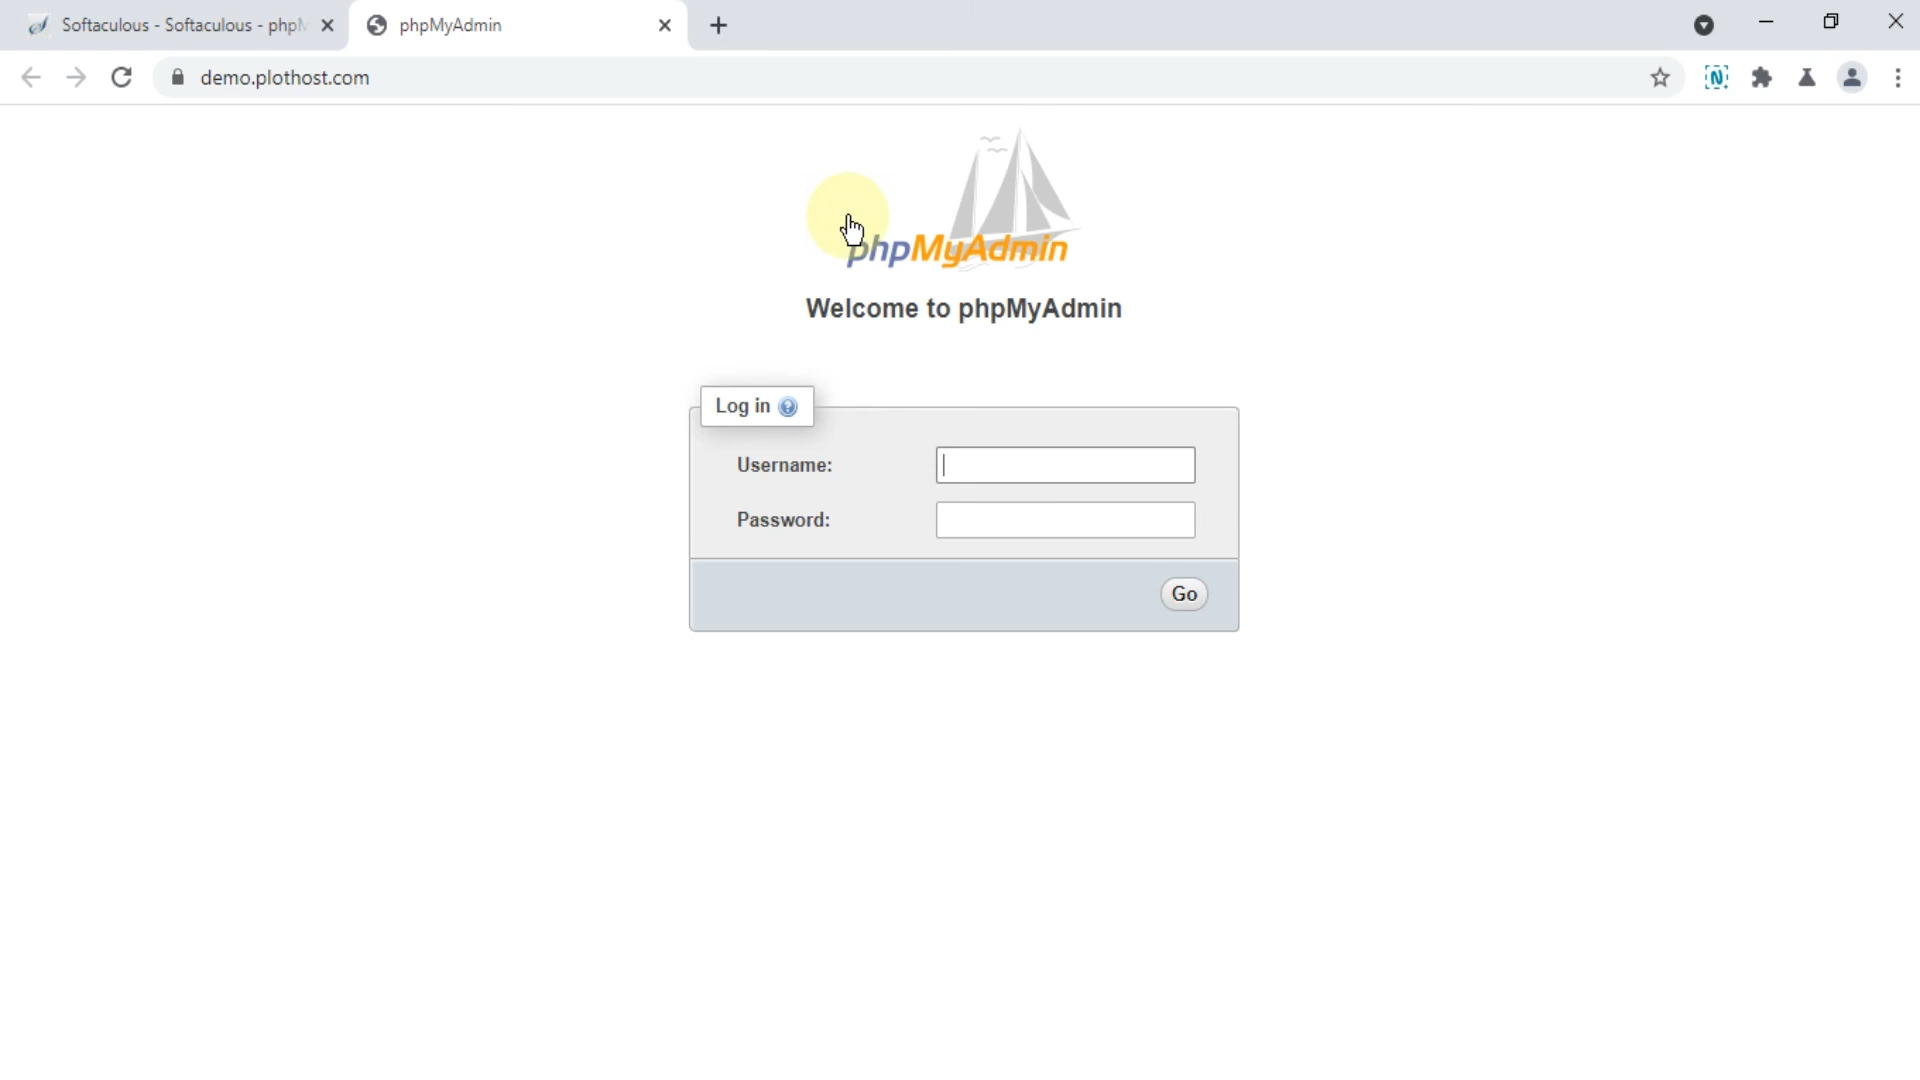 Softaculous - Softaculous - phpM
phpMyAdmin
demo.plothost.com
phpMyAdmin
Welcome to phpMyAdmin
Log in
Username:
Password:
Go